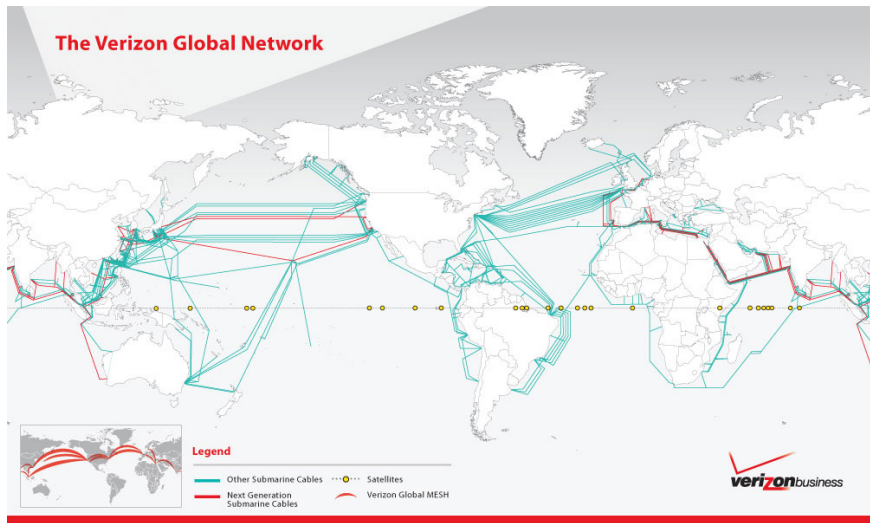 The Verizon Global Network
Legend
Other Submarine Cables
Satellites
Next Generation
Submarine Cables
Verizon Global MESH
verizonbusiness